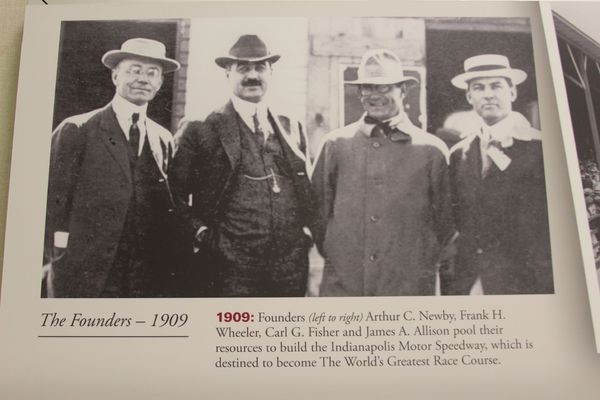 The Founders – 1909
1909: Founders (left to right) Arthur C. Newby, Frank H.
Wheeler, Carl G. Fisher and James A. Allison pool their
resources to build the Indianapolis Motor Speedway, which is
destined to become The World's Greatest Race Course.